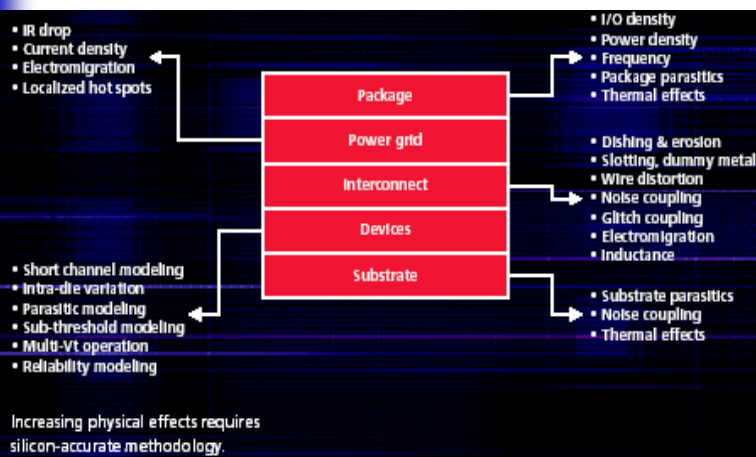 • IR drop
• Current density
• Electromigration
• Localized hot spots
• I/O density
• Power density
• Frequency
• Package parasitics
• Thermal effects
Package
Power grid
Interconnect
Devices
Substrate
• Dishing & erosion
• Slotting, dummy metal
• Wire distortion
• Noise coupling
• Glitch coupling
• Electromigration
• Inductance
• Short channel modeling
• Intra-die variation
• Parasitic modeling
• Sub-threshold modeling
• Multi-Vt operation
• Reliability modeling
• Substrate parasitics
• Noise coupling
• Thermal effects
Increasing physical effects requires
silicon-accurate methodology.